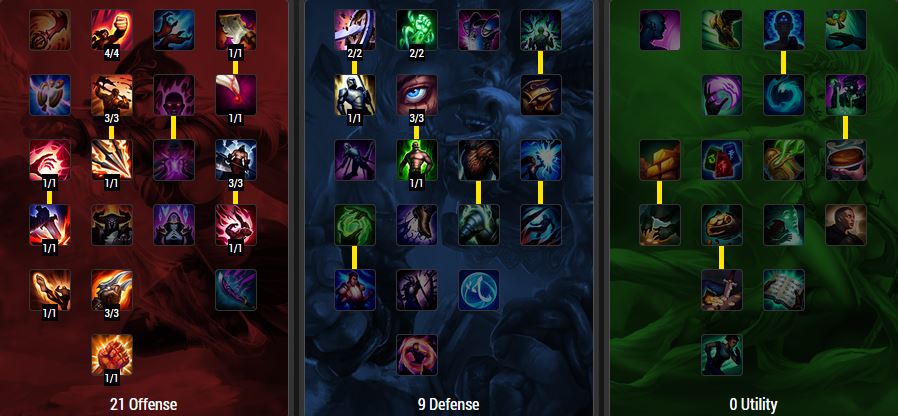 4/4 1/1 2/2 2/2
3/3 1/1 1/1 3/3
1/1 1/1 3/3 1/1
1/1 1/1
1/1 3/3
1/1
21 Offense 9 Defense 0 Utility